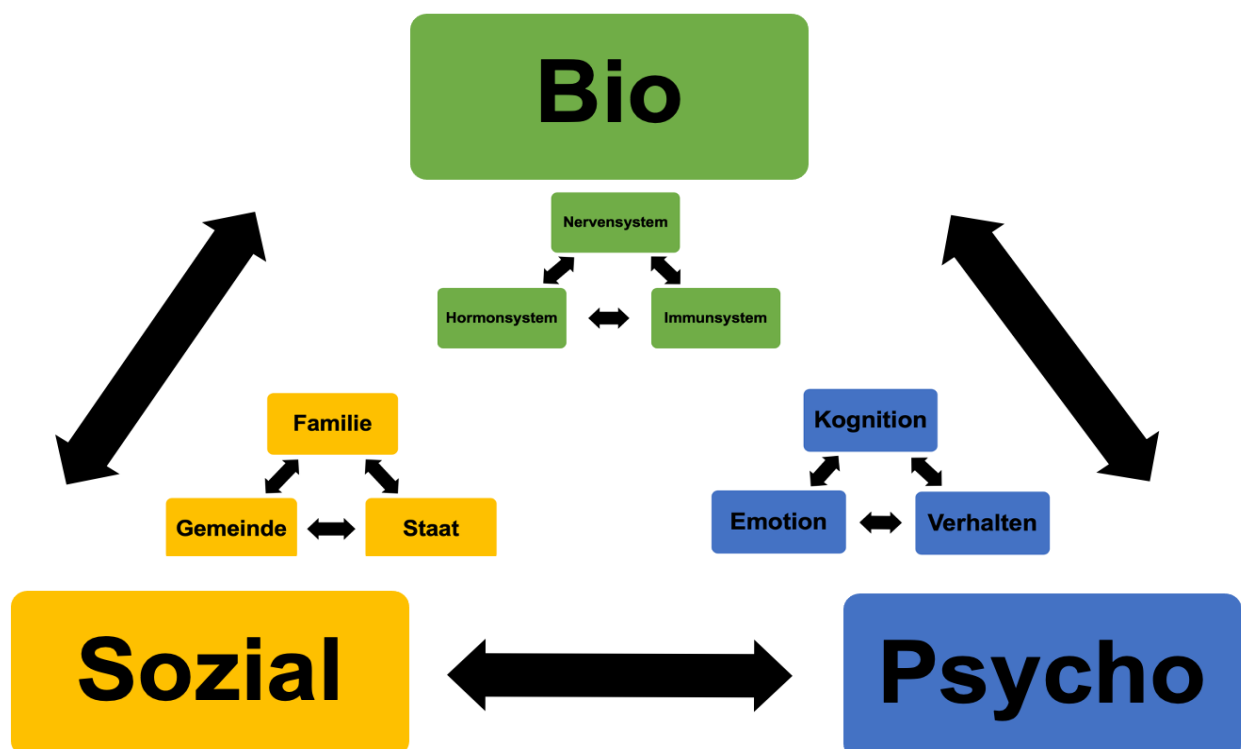 Bio
Nervensystem
Hormonsystem
Immunsystem
Familie
Kognition
Gemeinde
Staat
Emotion
Verhalten
Sozial
Psycho